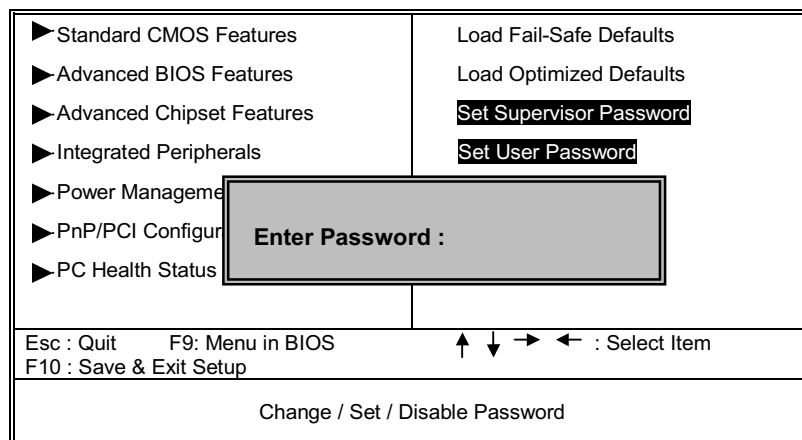 Standard CMOS Features
Advanced BIOS Features
Advanced Chipset Features
Integrated Peripherals
Power Manageme
PnP/PCI Configur
PC Health Status
Load Fail-Safe Defaults
Load Optimized Defaults
Set Supervisor Password
Set User Password
Enter Password :
Esc : Quit F9: Menu in BIOS ↑ ↓ → ← : Select Item
F10 : Save & Exit Setup
Change / Set / Disable Password